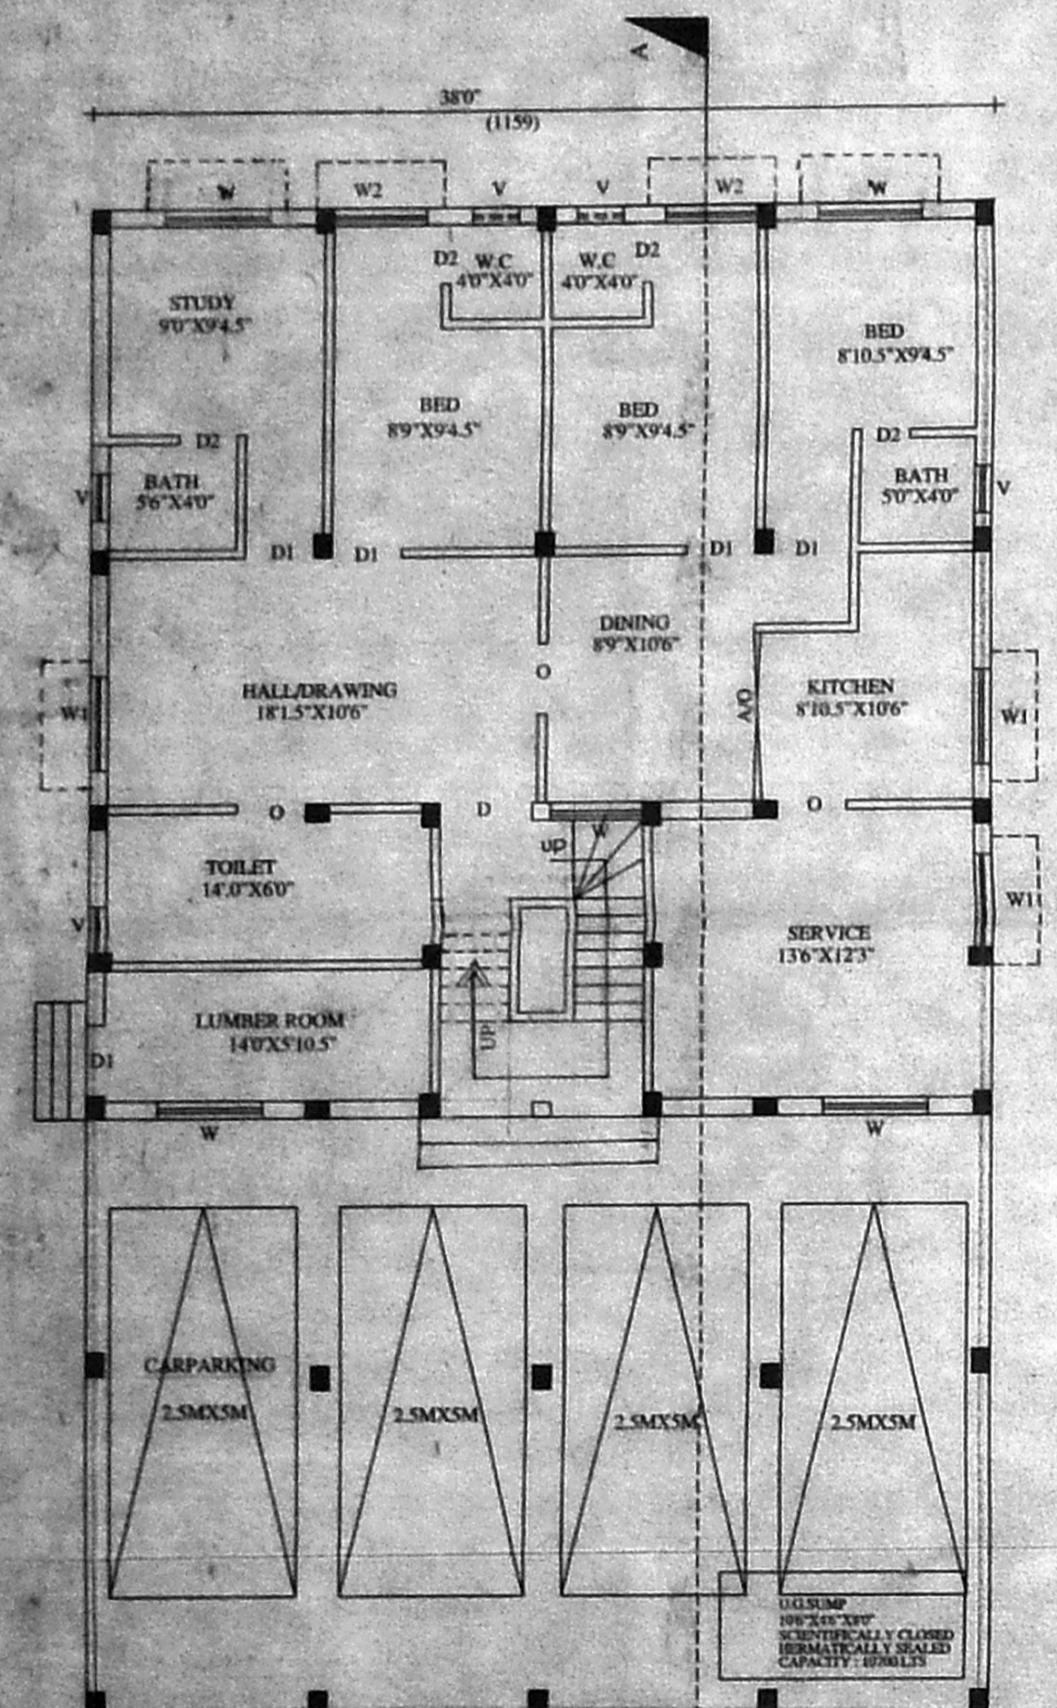 A
38'0"
(1159)
W W2 V V W2 W
D2 W.C
4'0"X4'0"
W.C D2
4'0"X4'0"
STUDY
9'0"X9'4.5"
BED
8'10.5"X9'4.5"
BED
8'9"X9'4.5"
BED
8'9"X9'4.5"
D2
D2
BATH
5'6"X4'0"
BATH
5'0"X4'0"
V
V
D1 D1 D1 D1
DINING
8'9"X10'6"
O
HALL/DRAWING
18'1.5"X10'6"
KITCHEN
8'10.5"X10'6"
W1
A/O
W1
O D O
W
UP
TOILET
14'.0"X6'0"
W1
V
SERVICE
13'6"X12'3"
LUMBER ROOM
14'0X5'10.5"
UP
D1
W
W
CARPARKING
2.5MX5M
2.5MX5M
2.5MX5M
2.5MX5M
U.G.SUMP
SCIENTIFICALLY CLOSED
HERMATICALLY SEALED
CAPACITY : LTS